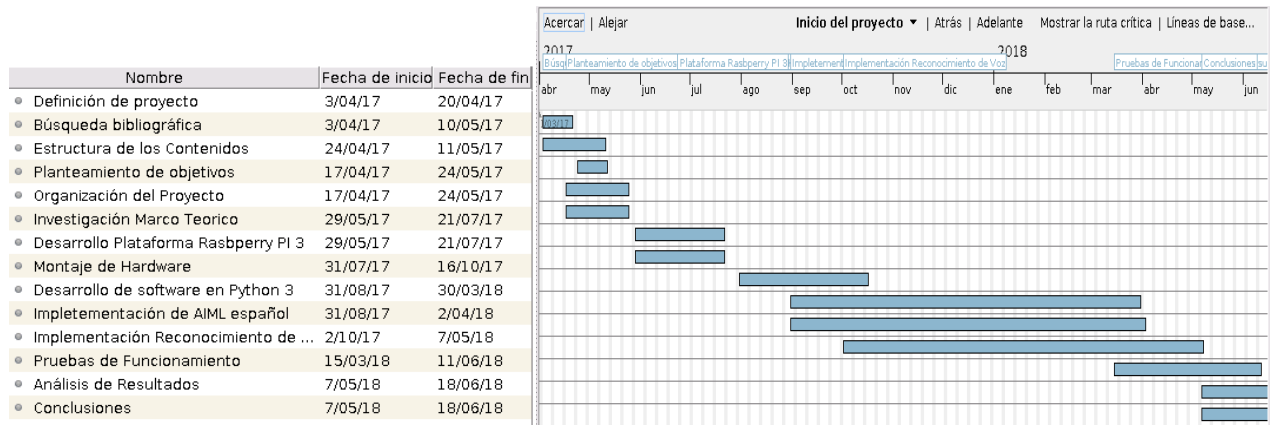 Acercar | Alejar
Inicio del proyecto ▾ | Atrás | Adelante Mostrar la ruta crítica | Líneas de base...
2017 2018
Búsq Planteamiento de objetivos Plataforma Rasbperry PI 3 Implement Implementación Reconocimiento de Voz Pruebas de Funcionar Conclusiones su
Nombre Fecha de inicio Fecha de fin
abr may jun jul ago sep oct nov dic ene feb mar abr may jun
Definición de proyecto 3/04/17 20/04/17
/03/17
Búsqueda bibliográfica 3/04/17 10/05/17
Estructura de los Contenidos 24/04/17 11/05/17
Planteamiento de objetivos 17/04/17 24/05/17
Organización del Proyecto 17/04/17 24/05/17
Investigación Marco Teorico 29/05/17 21/07/17
Desarrollo Plataforma Rasbperry PI 3 29/05/17 21/07/17
Montaje de Hardware 31/07/17 16/10/17
Desarrollo de software en Python 3 31/08/17 30/03/18
Impletementación de AIML español 31/08/17 2/04/18
Implementación Reconocimiento de ... 2/10/17 7/05/18
Pruebas de Funcionamiento 15/03/18 11/06/18
Análisis de Resultados 7/05/18 18/06/18
Conclusiones 7/05/18 18/06/18